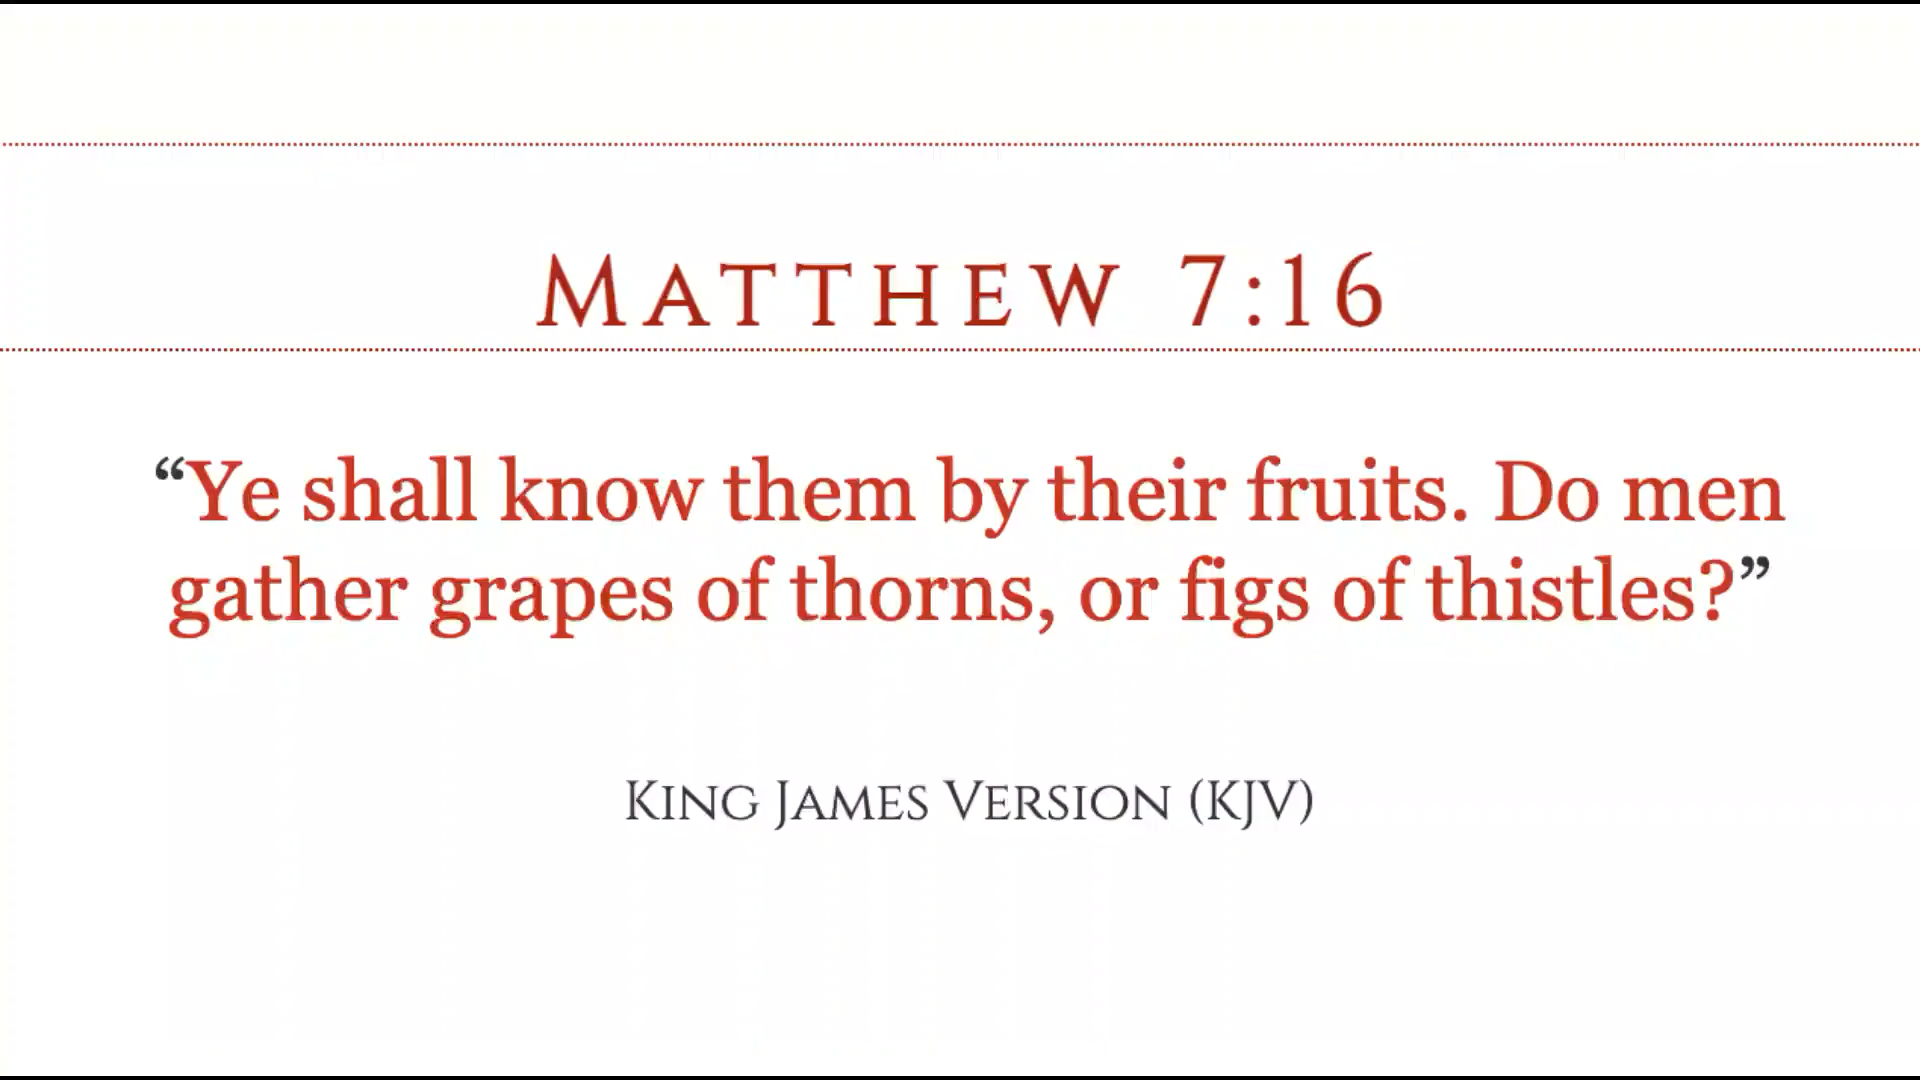 Matthew 7:16
“Ye shall know them by their fruits. Do men
gather grapes of thorns, or figs of thistles?”
King James Version (KJV)